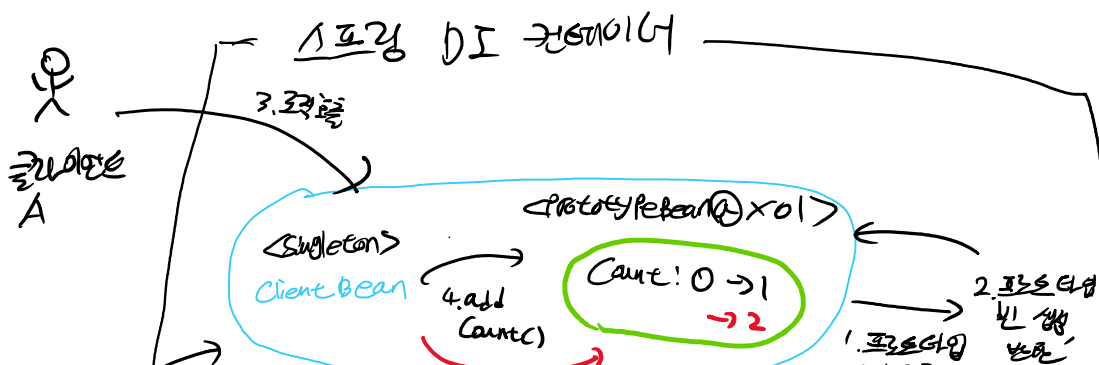 스프링 DI 컨테이너
3.로직호출
클라이언트
A
<PrototypeBean@x01>
<Singleton>
ClientBean
Count: 0 →1
→2
4.add
Count()
2.프로토타입
빈 생성
반환
1.프로토타입